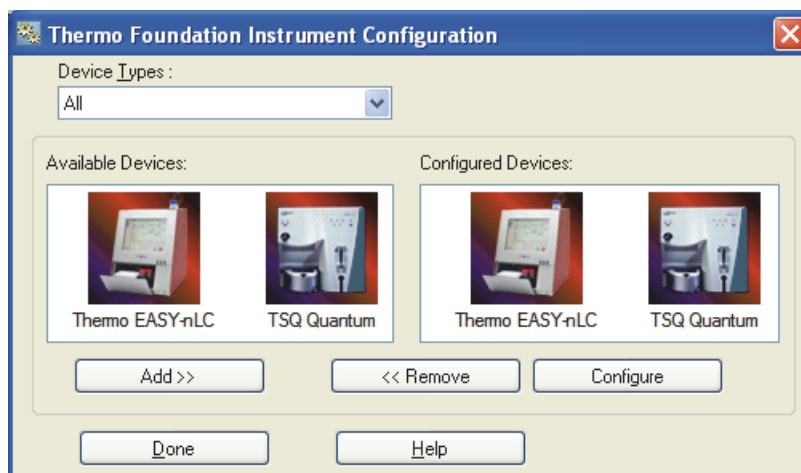 Thermo Foundation Instrument Configuration
Device Types :
All
Available Devices:
Configured Devices:
Thermo EASY-nLC
TSQ Quantum
Thermo EASY-nLC
TSQ Quantum
Add >>
<< Remove
Configure
Done
Help